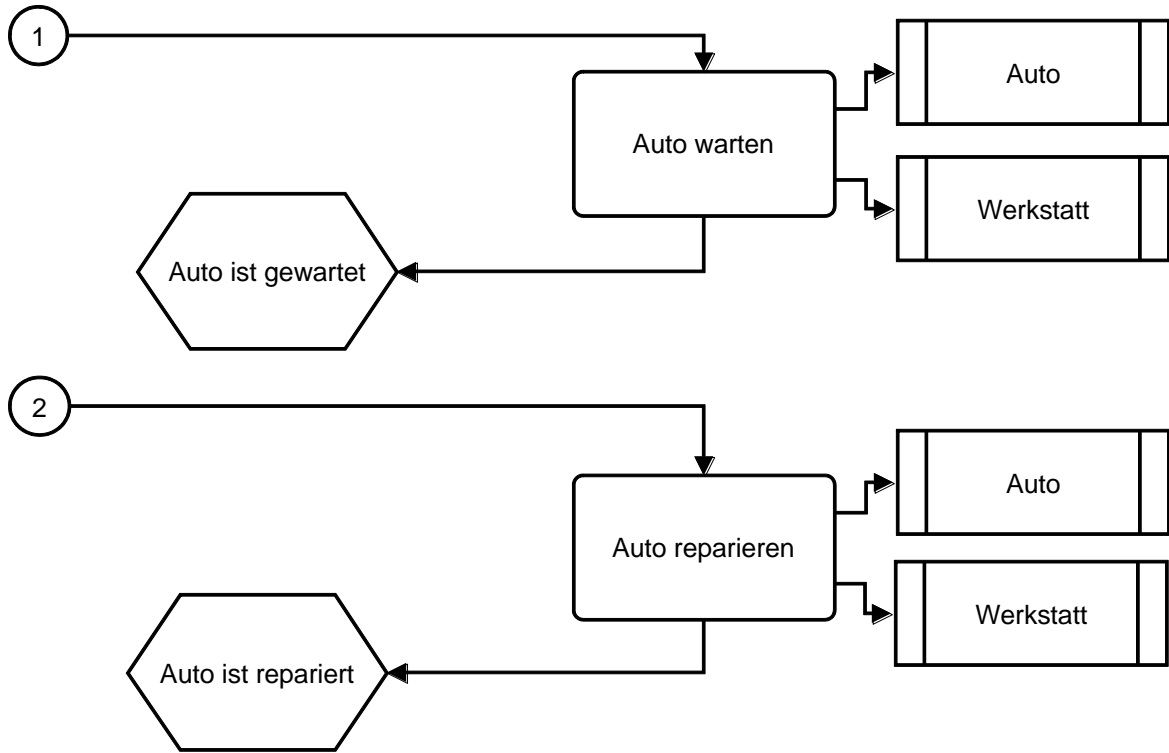 1
Auto
Auto warten
Werkstatt
Auto ist gewartet
2
Auto
Auto reparieren
Werkstatt
Auto ist repariert